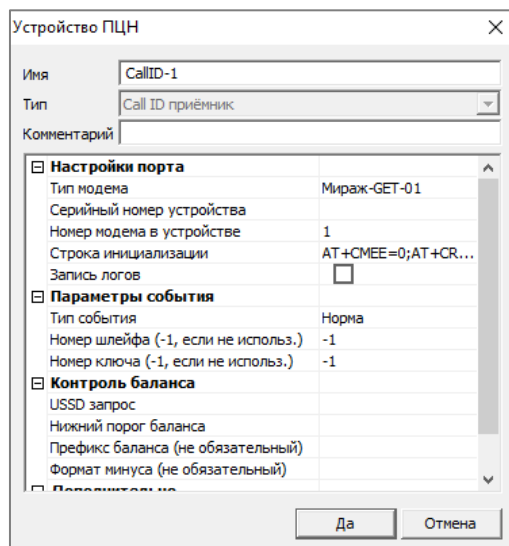 Устройство ПЦН
Имя CallID-1
Тип Call ID приёмник
Комментарий
Настройки порта
Тип модема Мираж-GET-01
Серийный номер устройства
Номер модема в устройстве 1
Строка инициализации AT+CMEE=0;AT+CR...
Запись логов
Параметры события
Тип события Норма
Номер шлейфа (-1, если не использ.) -1
Номер ключа (-1, если не использ.) -1
Контроль баланса
USSD запрос
Нижний порог баланса
Префикс баланса (не обязательный)
Формат минуса (не обязательный)
Дополнительно
Да Отмена